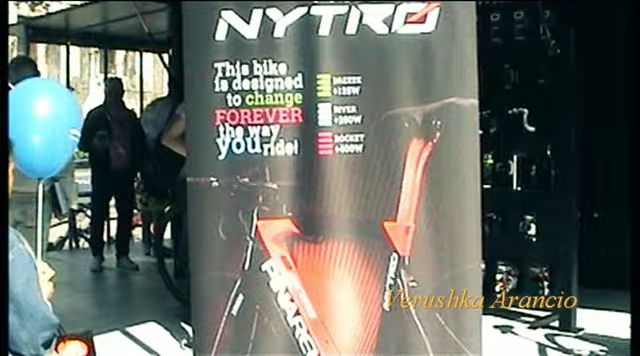 NYTRO
This bike
is designed
to change
FOREVER
the way
you ride!
BREEZE
+125W
RIVER
+250W
ROCKET
+400W
PINARELLO
Verushka Arancio